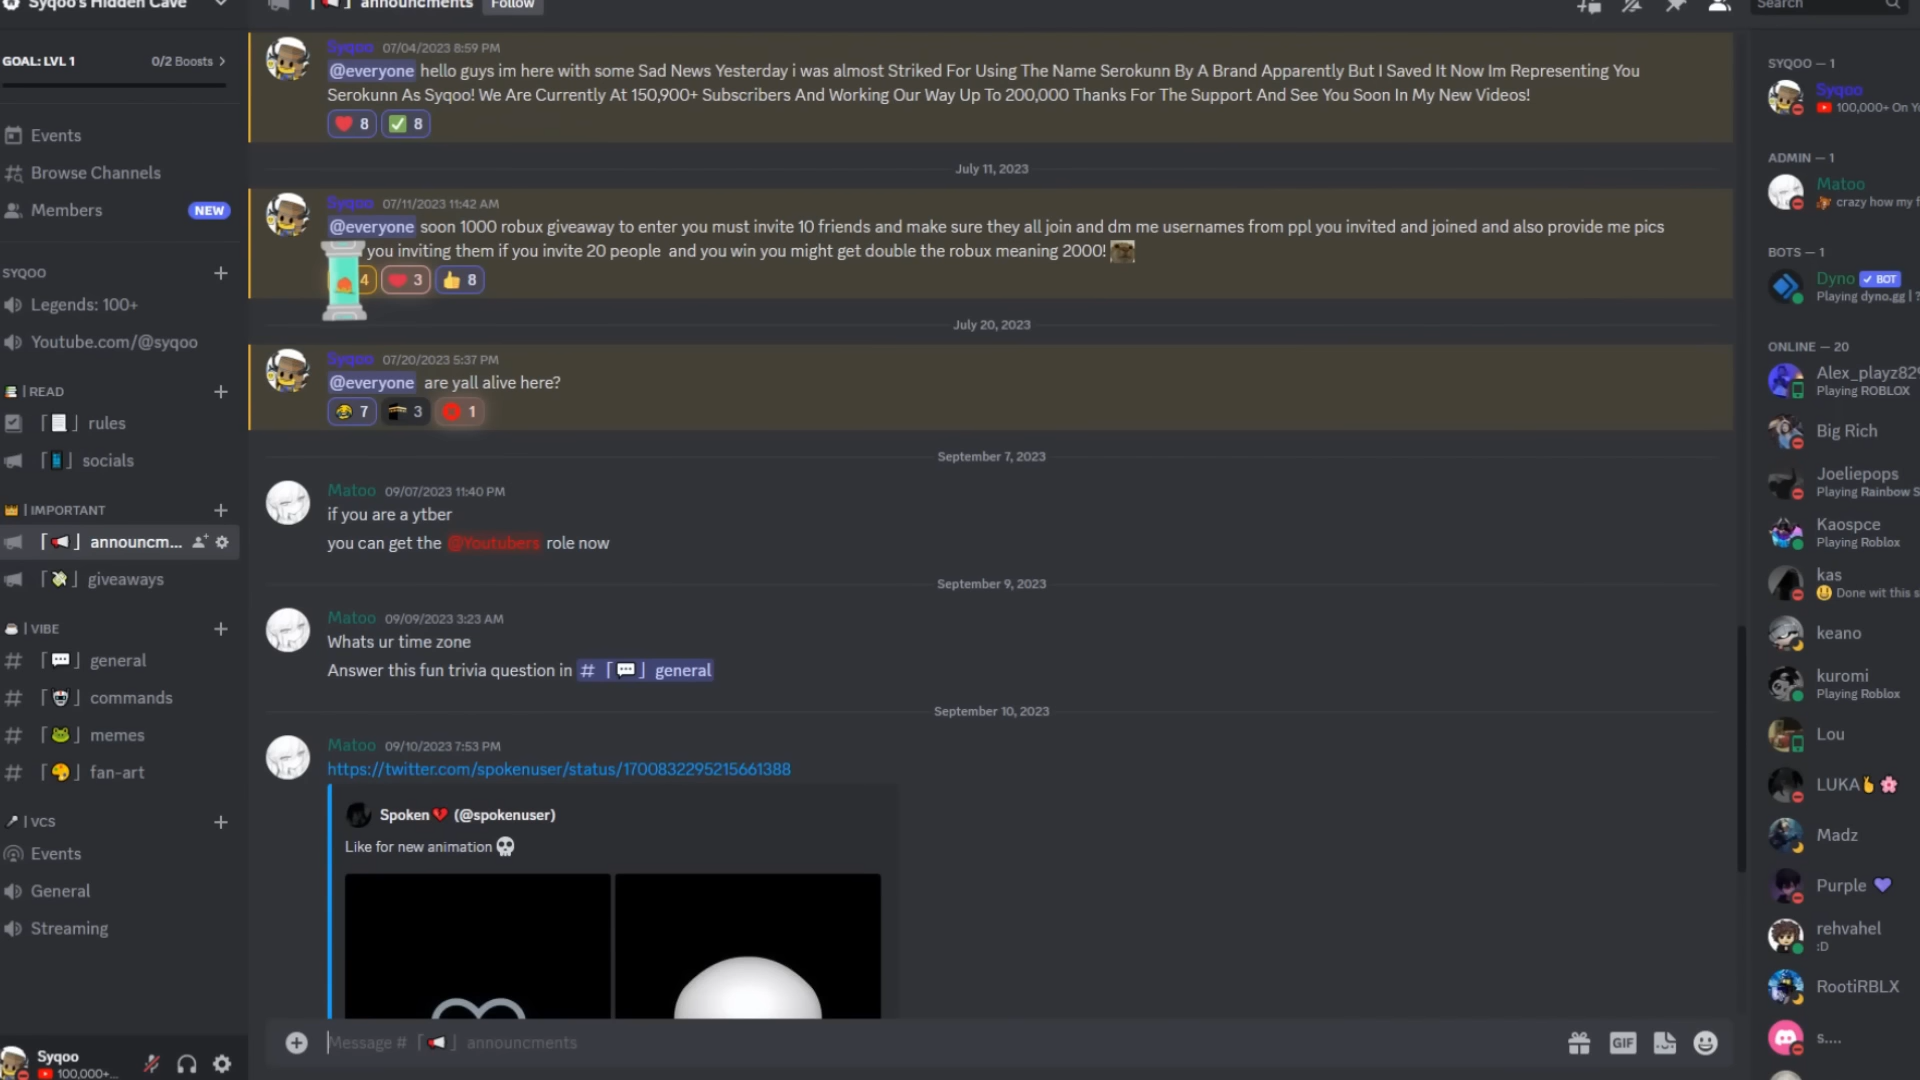 Syqoo's Hidden Cave
announcments
Follow
Search
GOAL: LVL 1
0/2 Boosts
Events
Browse Channels
Members
NEW
SYQOO
Legends: 100+
Youtube.com/@syqoo
| READ
rules
socials
| IMPORTANT
announcm...
giveaways
| VIBE
general
commands
memes
fan-art
| VCS
Events
General
Streaming
Syqoo
100,000+...
Syqoo 07/04/2023 8:59 PM
@everyone hello guys im here with some Sad News Yesterday i was almost Striked For Using The Name Serokunn By A Brand Apparently But I Saved It Now Im Representing You
Serokunn As Syqoo! We Are Currently At 150,900+ Subscribers And Working Our Way Up To 200,000 Thanks For The Support And See You Soon In My New Videos!
8 8
July 11, 2023
Syqoo 07/11/2023 11:42 AM
@everyone soon 1000 robux giveaway to enter you must invite 10 friends and make sure they all join and dm me usernames from ppl you invited and joined and also provide me pics
you inviting them if you invite 20 people and you win you might get double the robux meaning 2000!
4 3 8
July 20, 2023
Syqoo 07/20/2023 5:37 PM
@everyone are yall alive here?
7 3 1
September 7, 2023
Matoo 09/07/2023 11:40 PM
if you are a ytber
you can get the @Youtubers role now
September 9, 2023
Matoo 09/09/2023 3:23 AM
Whats ur time zone
Answer this fun trivia question in # general
September 10, 2023
Matoo 09/10/2023 7:53 PM
https://twitter.com/spokenuser/status/1700832295215661388
Spoken (@spokenuser)
Like for new animation
Message # announcments
GIF
SYQOO — 1
Syqoo
100,000+ On Y
ADMIN — 1
Matoo
crazy how my f
BOTS — 1
Dyno BOT
Playing dyno.gg | ?
ONLINE — 20
Alex_playz829
Playing ROBLOX
Big Rich
Joeliepops
Playing Rainbow S
Kaospce
Playing Roblox
kas
Done wit this s
keano
kuromi
Playing Roblox
Lou
LUKA
Madz
Purple
rehvahel
:D
RootiRBLX
s....